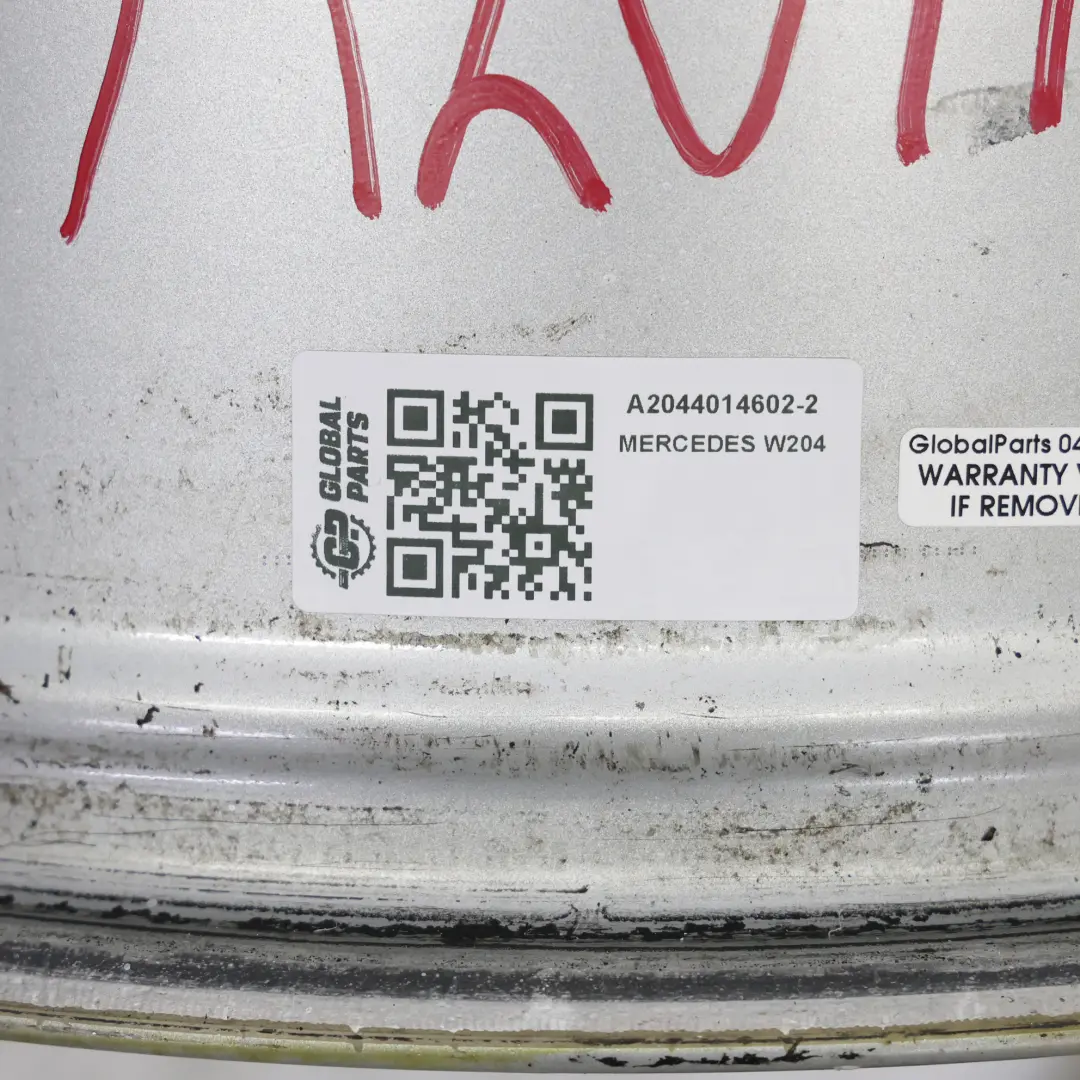 GLOBAL
PARTS
A2044014602-2
MERCEDES W204
GlobalParts 04
WARRANTY
IF REMOV